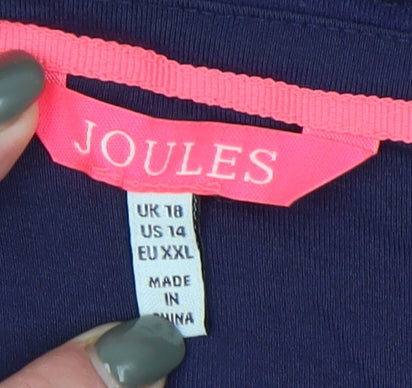 JOULES
UK 18
US 14
EU XXL
MADE
IN
CHINA